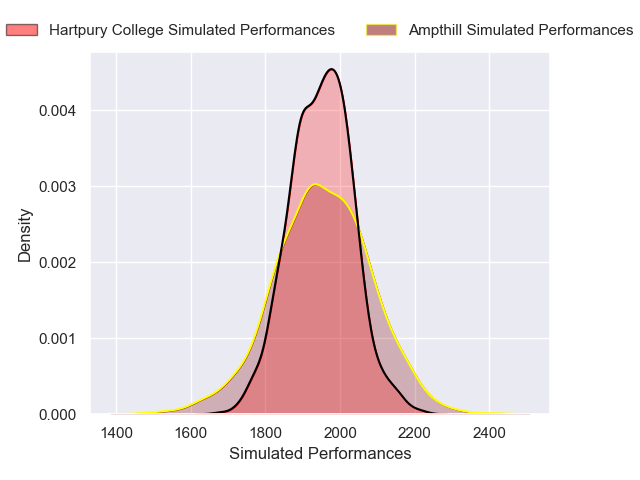 Hartpury College Simulated Performances
Ampthill Simulated Performances
Density
0.004
0.003
0.002
0.001
0.000
1400 1600 1800 2000 2200 2400
Simulated Performances